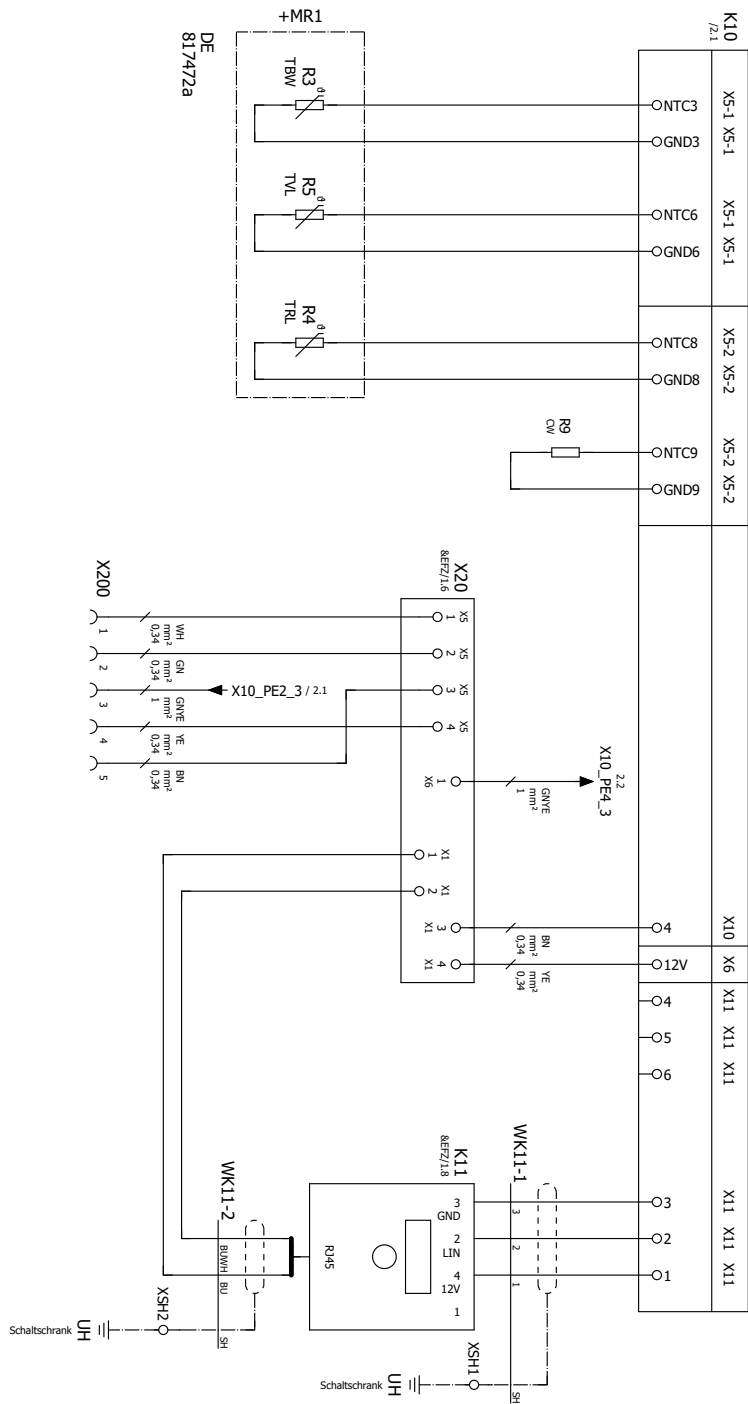 K10
/2.1
X5-1 X5-1
X5-1 X5-1
X5-2 X5-2
X5-2 X5-2
X10
X6
X11
X11
X11
X11
X11
X11
NTC3
GND3
NTC6
GND6
NTC8
GND8
NTC9
GND9
4
12V
4
5
6
3
2
1
+MR1
DE
817472a
R3
TBW
ϑ
R5
TVL
ϑ
R4
TRL
ϑ
R9
CW
X20
&EFZ/1.6
1 X5
2 X5
3 X5
4 X5
X6 1
1 X1
2 X1
X1 3
X1 4
X200
1
2
3
4
5
WH
0,34
mm²
GN
0,34
mm²
GNYE
1
mm²
YE
0,34
mm²
BN
0,34
mm²
X10_PE2_3 / 2.1
GNYE
1
mm²
2.2
X10_PE4_3
BN
0,34
mm²
YE
0,34
mm²
K11
&EFZ/1.8
3
GND
2
LIN
4
12V
1
RJ45
WK11-1
3
2
1
SH
XSH1
UH
Schaltschrank
WK11-2
BUWH
BU
SH
XSH2
UH
Schaltschrank